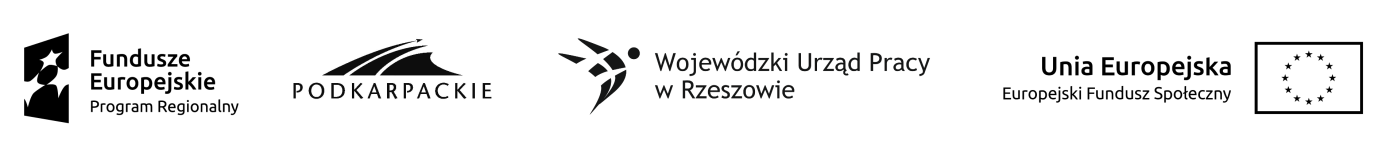 Fundusze
Europejskie
Program Regionalny
PODKARPACKIE
Wojewódzki Urząd Pracy
w Rzeszowie
Unia Europejska
Europejski Fundusz Społeczny